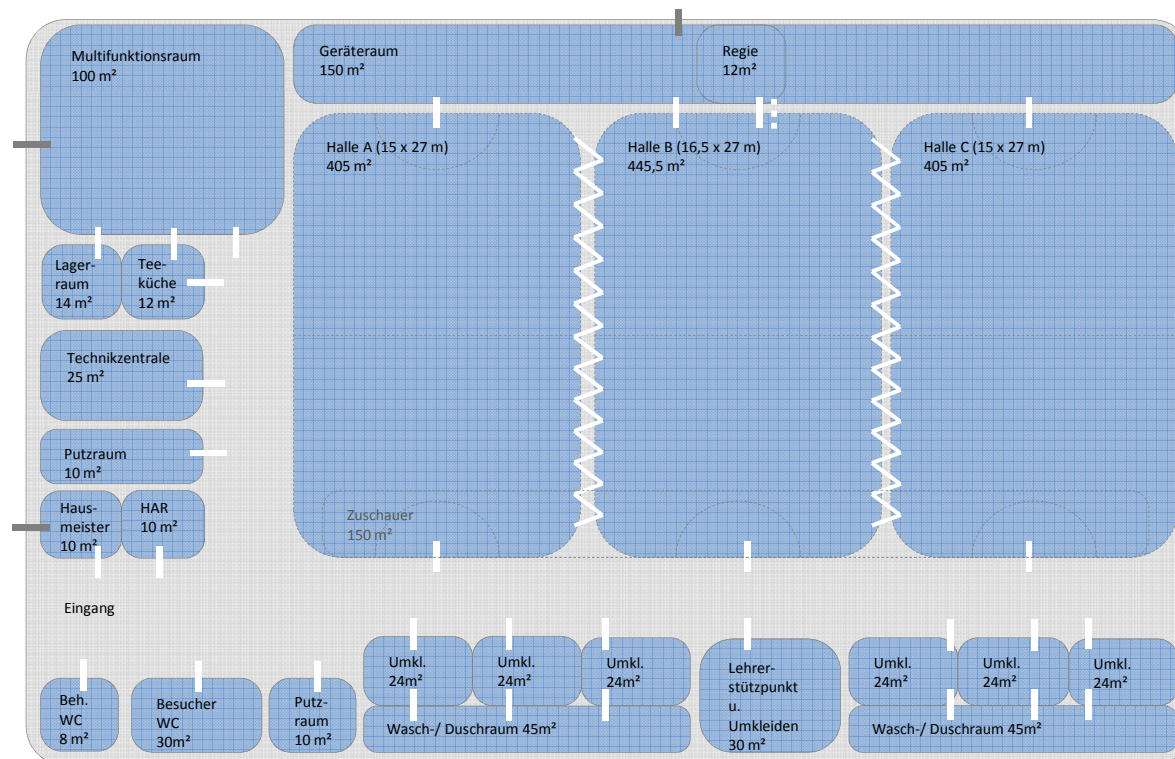 Multifunktionsraum
100 m²
Geräteraum
150 m²
Regie
12m²
Halle A (15 x 27 m)
405 m²
Halle B (16,5 x 27 m)
445,5 m²
Halle C (15 x 27 m)
405 m²
Lager-
raum
14 m²
Tee-
küche
12 m²
Technikzentrale
25 m²
Putzraum
10 m²
Haus-
meister
10 m²
HAR
10 m²
Zuschauer
150 m²
Eingang
Beh.
WC
8 m²
Besucher
WC
30m²
Putz-
raum
10 m²
Umkl.
24m²
Umkl.
24m²
Umkl.
24m²
Wasch-/ Duschraum 45m²
Lehrer-
stützpunkt
u.
Umkleiden
30 m²
Umkl.
24m²
Umkl.
24m²
Umkl.
24m²
Wasch-/ Duschraum 45m²